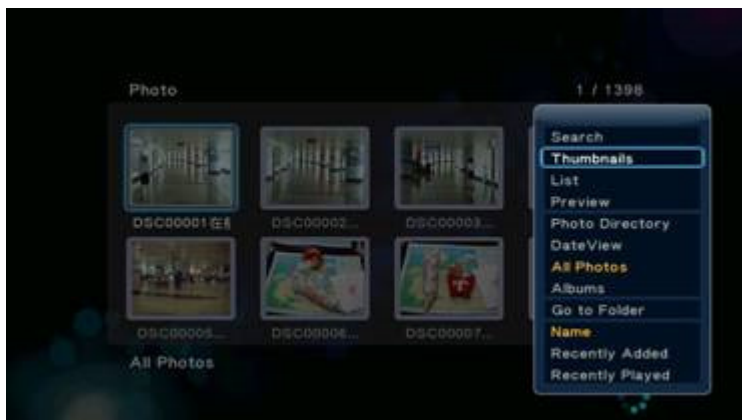 Photo
1 / 1398
DSC00001
DSC00002...
DSC00003...
DSC00005...
DSC00006...
DSC00007...
All Photos
Search
Thumbnails
List
Preview
Photo Directory
DateView
All Photos
Albums
Go to Folder
Name
Recently Added
Recently Played